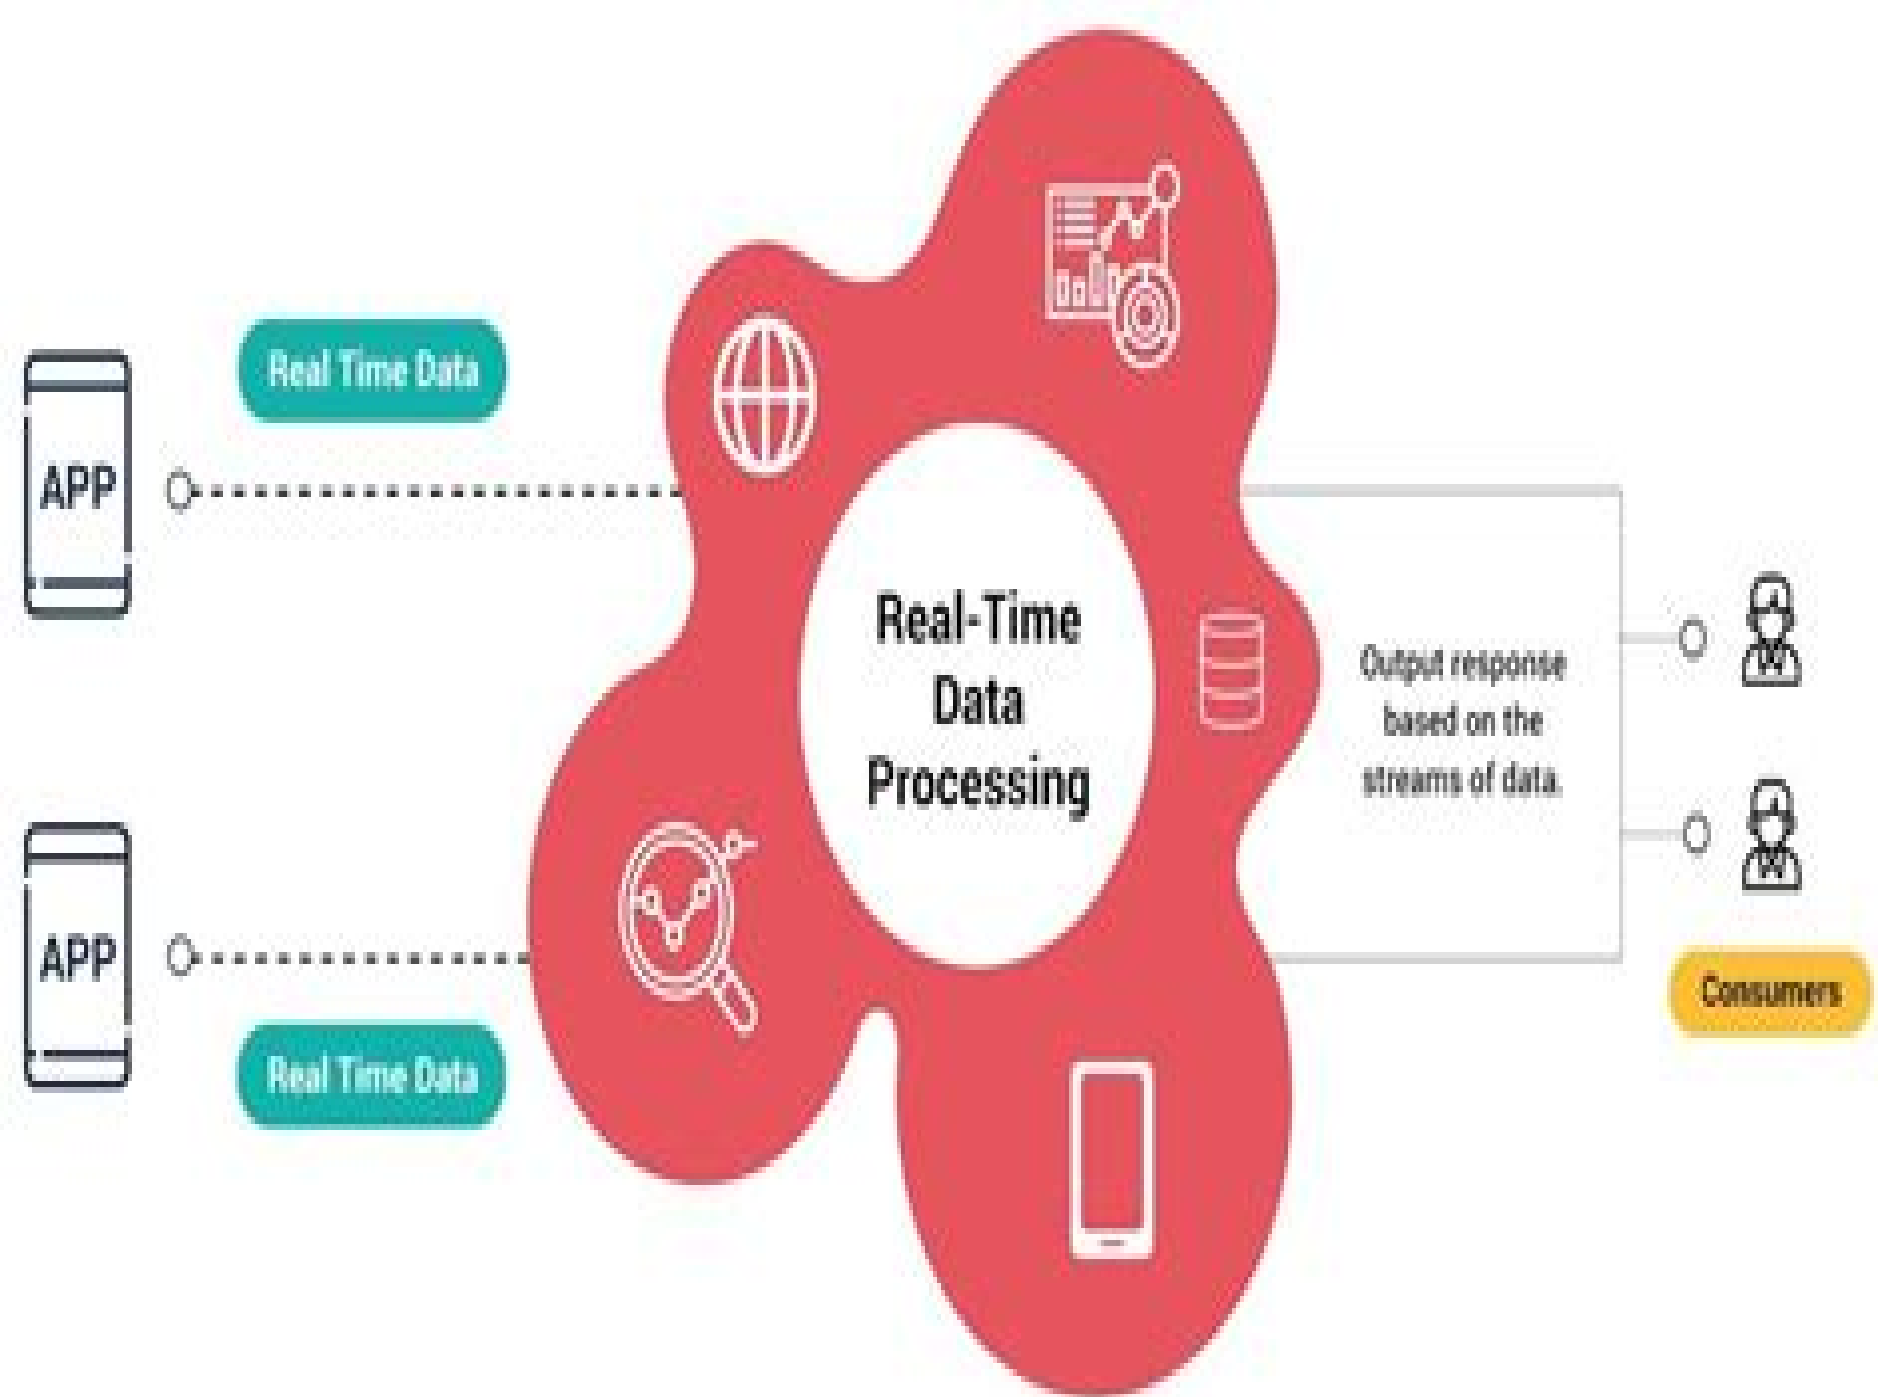 Real Time Data
APP
Real-Time
Data
Processing
Output response
based on the
streams of data.
APP
Real Time Data
Consumers